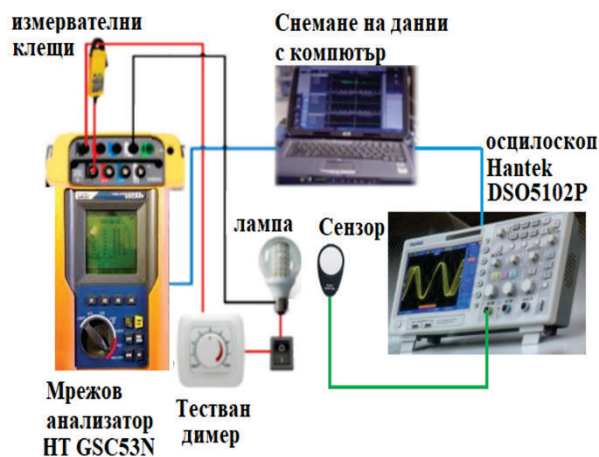 измервателни
клещи
Снемане на данни
с компютър
осцилоскоп
Hantek
DSO5102P
лампа
Сензор
Мрежов
анализатор
HT GSC53N
Тестван
димер